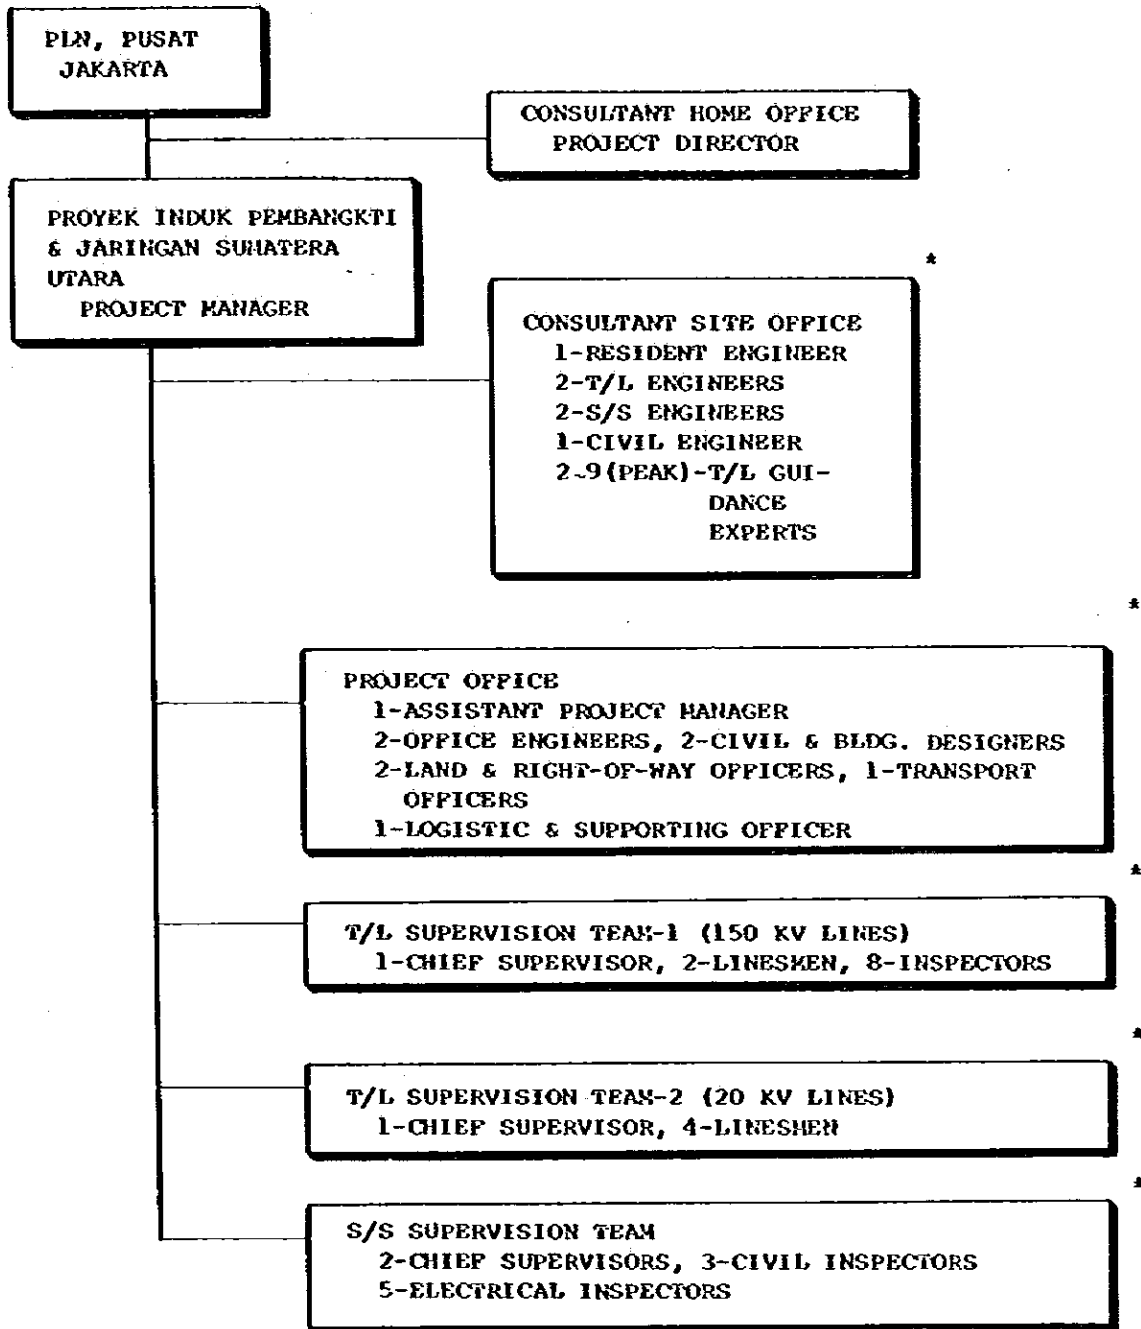 PLN, PUSAT
JAKARTA
CONSULTANT HOME OFFICE
PROJECT DIRECTOR
PROYEK INDUK PEMBANGKTI
& JARINGAN SUMATERA
UTARA
PROJECT MANAGER
*
CONSULTANT SITE OFFICE
1-RESIDENT ENGINEER
2-T/L ENGINEERS
2-S/S ENGINEERS
1-CIVIL ENGINEER
2~9(PEAK)-T/L GUI-
DANCE
EXPERTS
*
PROJECT OFFICE
1-ASSISTANT PROJECT MANAGER
2-OFFICE ENGINEERS, 2-CIVIL & BLDG. DESIGNERS
2-LAND & RIGHT-OF-WAY OFFICERS, 1-TRANSPORT
OFFICERS
1-LOGISTIC & SUPPORTING OFFICER
*
T/L SUPERVISION TEAM-1 (150 KV LINES)
1-CHIEF SUPERVISOR, 2-LINESMEN, 8-INSPECTORS
*
T/L SUPERVISION TEAM-2 (20 KV LINES)
1-CHIEF SUPERVISOR, 4-LINESMEN
*
S/S SUPERVISION TEAM
2-CHIEF SUPERVISORS, 3-CIVIL INSPECTORS
5-ELECTRICAL INSPECTORS